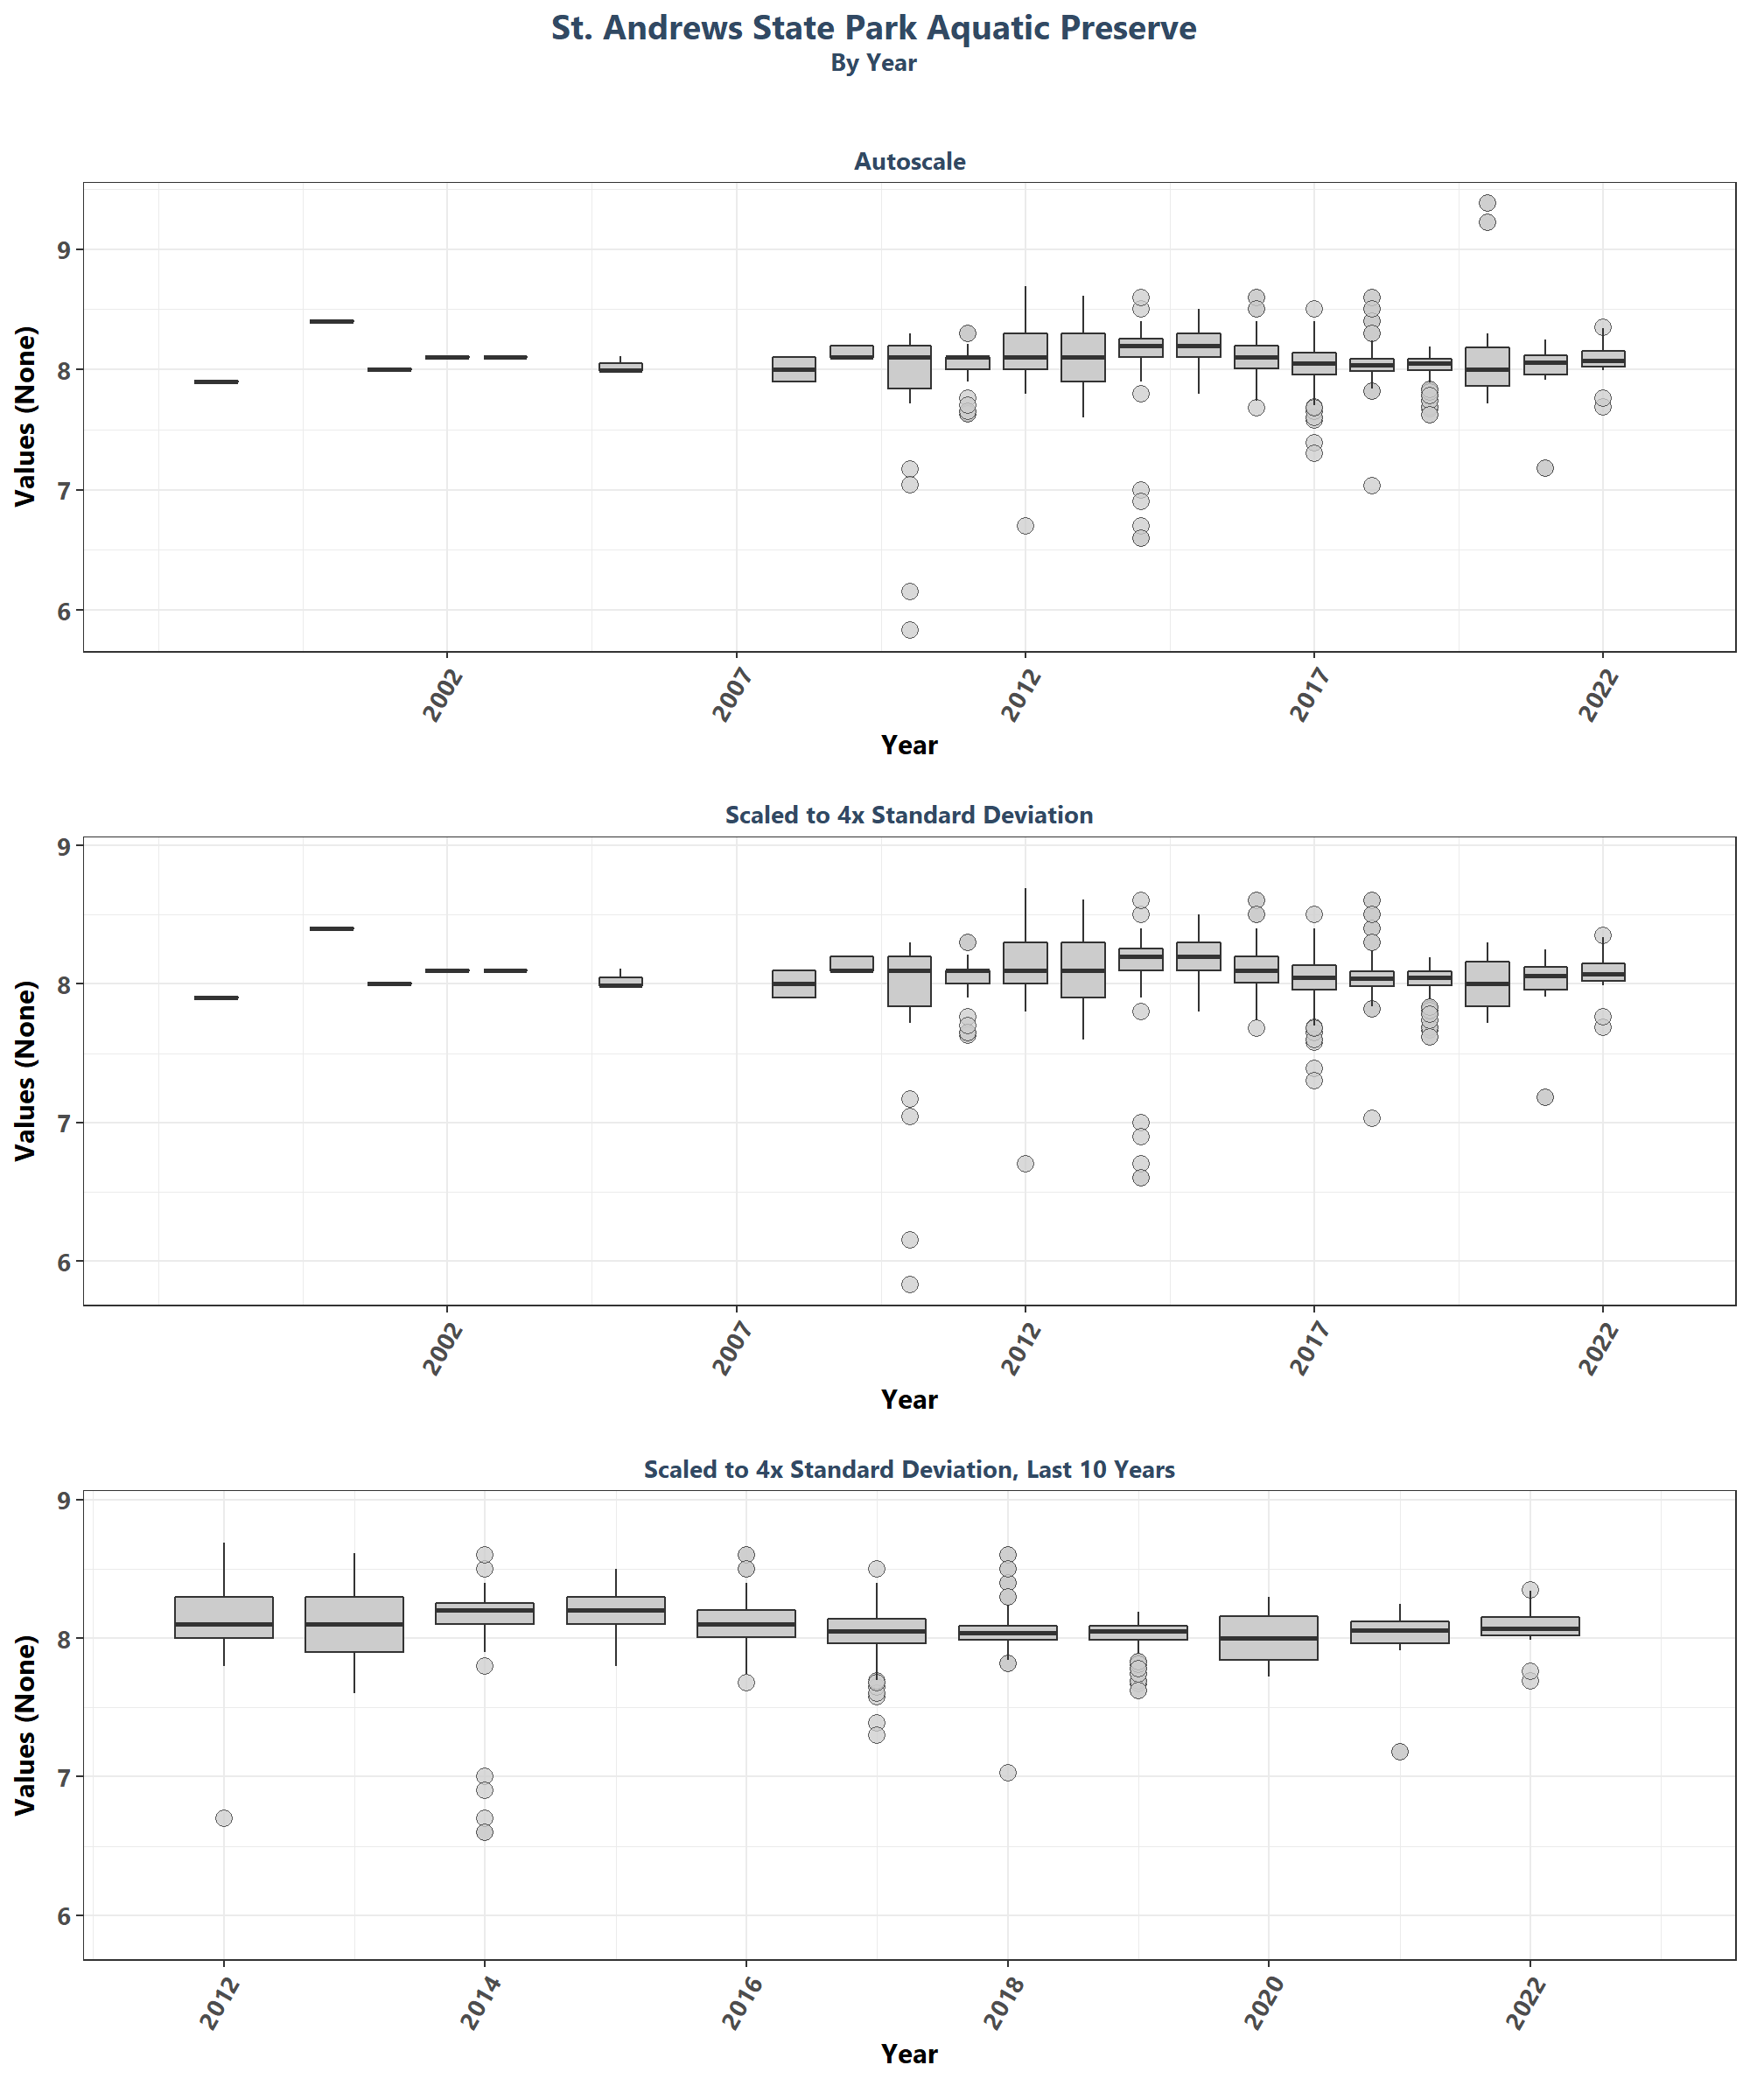 St. Andrews State Park Aquatic Preserve
By Year
Autoscale
Values (None)
9
8
7
6
2002
2007
2012
2017
2022
Year
Scaled to 4x Standard Deviation
Values (None)
9
8
7
6
2002
2007
2012
2017
2022
Year
Scaled to 4x Standard Deviation, Last 10 Years
Values (None)
9
8
7
6
2012
2014
2016
2018
2020
2022
Year